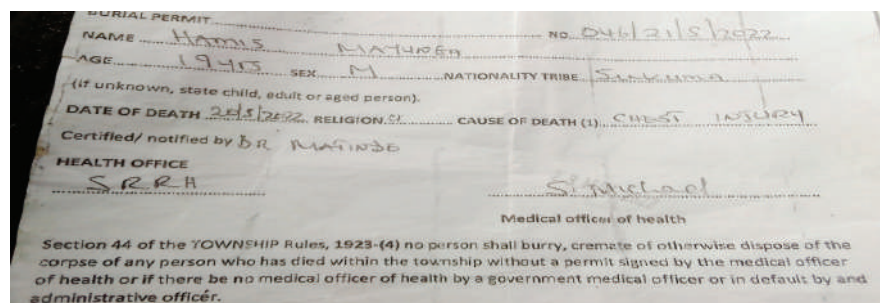 BURIAL PERMIT................ NO. 046/21/5/2022
NAME ......HAMIS MAYUNGA
AGE........19 YRS SEX......M..........NATIONALITY TRIBE..Sukuma
(if unknown, state child, edult or aged person).
DATE OF DEATH 20/5/2022 RELIGION C CAUSE OF DEATH (1)..CHEST INJURY
Certified/ notified by DR MAGINDE
HEALTH OFFICE
SRRH S. Michael
Medical officer of health
Section 44 of the TOWNSHIP Rules, 1923-(4) no person shall burry, cremate of otherwise dispose of the
corpse of any person who has died within the township without a permit signed by the medical officer
of health or if there be no medical officer of health by a government medical officer or in default by and
administrative officer.